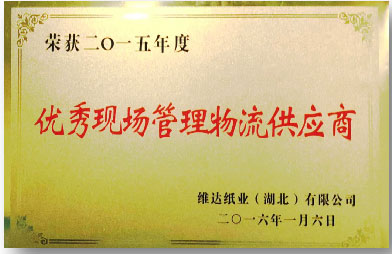 荣获二〇一五年度
优秀现场管理物流供应商
维达纸业（湖北）有限公司
二〇一六年一月六日